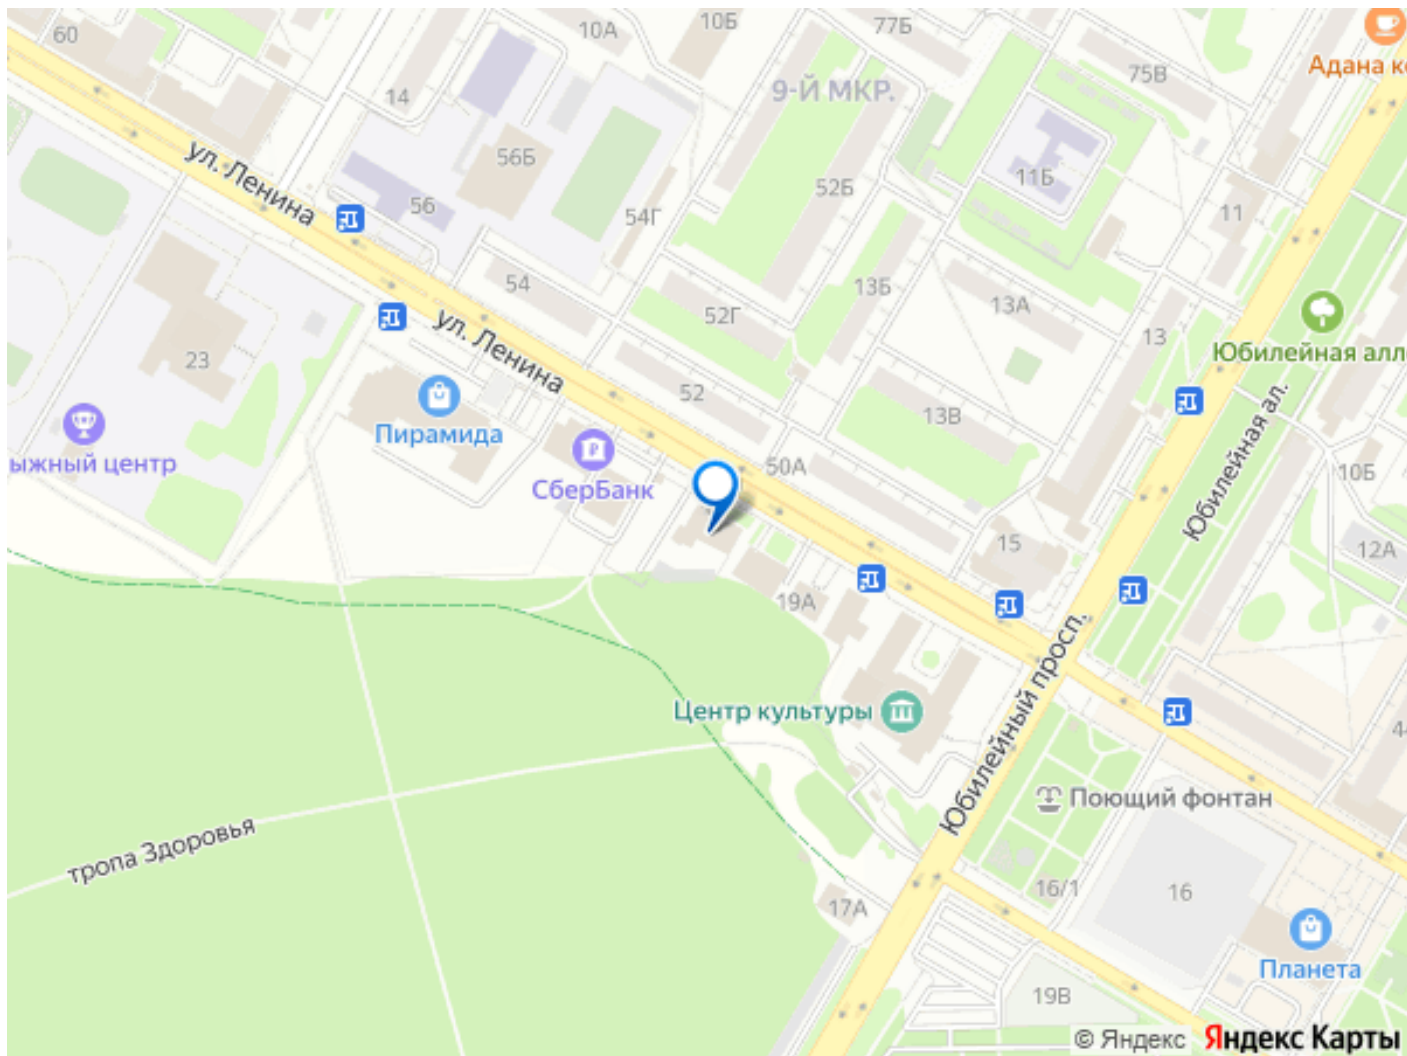 60
10А
10Б
77Б
Адана к
75В
9-Й МКР.
14
56Б
ул. Ленина
11Б
52Б
56
54Г
11
54
13Б
13А
52Г
ул. Ленина
13
Юбилейная алл
23
52
13В
Юбилейная ал.
Пирамида
ыжный центр
50А
10Б
СберБанк
15
12А
19А
Юбилейный просп.
Центр культуры
44
Поющий фонтан
тропа Здоровья
16/1
16
17А
Планета
19В
© Яндекс Яндекс Карты